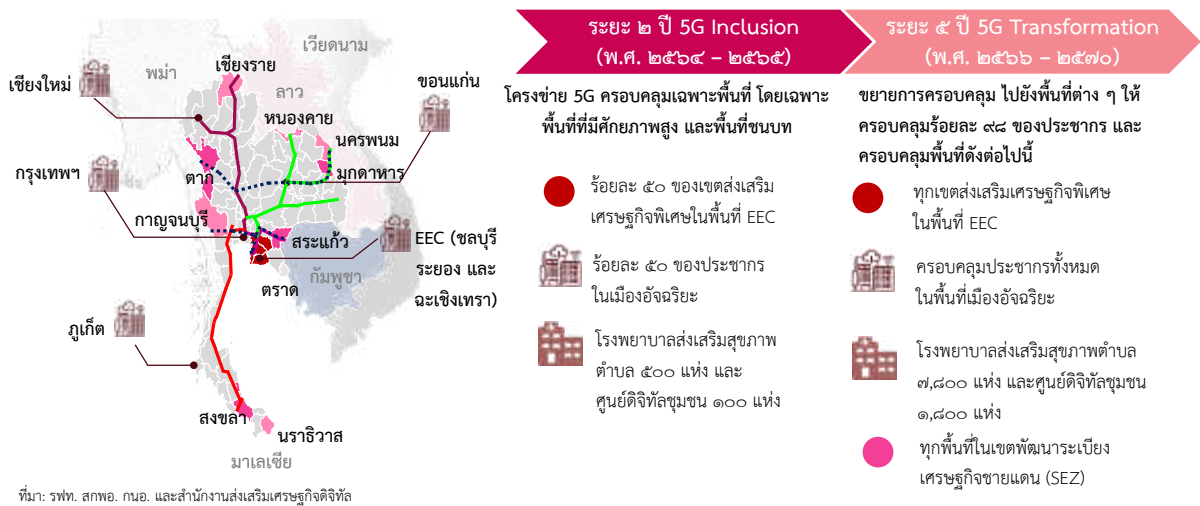 เวียดนาม
พม่า
เชียงราย
เชียงใหม่
ลาว
ขอนแก่น
หนองคาย
นครพนม
กรุงเทพฯ
ตาก
มุกดาหาร
กาญจนบุรี
สระแก้ว
EEC (ชลบุรี
ระยอง และ
ฉะเชิงเทรา)
กัมพูชา
ตราด
ภูเก็ต
สงขลา
นราธิวาส
มาเลเซีย
ที่มา: รฟท. สกพอ. กนอ. และสำนักงานส่งเสริมเศรษฐกิจดิจิทัล
ระยะ ๒ ปี 5G Inclusion
(พ.ศ. ๒๕๖๔ – ๒๕๖๕)
โครงข่าย 5G ครอบคลุมเฉพาะพื้นที่ โดยเฉพาะ
พื้นที่ที่มีศักยภาพสูง และพื้นที่ชนบท
ร้อยละ ๕๐ ของเขตส่งเสริม
เศรษฐกิจพิเศษในพื้นที่ EEC
ร้อยละ ๕๐ ของประชากร
ในเมืองอัจฉริยะ
โรงพยาบาลส่งเสริมสุขภาพ
ตำบล ๕๐๐ แห่ง และ
ศูนย์ดิจิทัลชุมชน ๑๐๐ แห่ง
ระยะ ๕ ปี 5G Transformation
(พ.ศ. ๒๕๖๖ – ๒๕๗๐)
ขยายการครอบคลุม ไปยังพื้นที่ต่าง ๆ ให้
ครอบคลุมร้อยละ ๙๘ ของประชากร และ
ครอบคลุมพื้นที่ดังต่อไปนี้
ทุกเขตส่งเสริมเศรษฐกิจพิเศษ
ในพื้นที่ EEC
ครอบคลุมประชากรทั้งหมด
ในพื้นที่เมืองอัจฉริยะ
โรงพยาบาลส่งเสริมสุขภาพตำบล
๗,๘๐๐ แห่ง และศูนย์ดิจิทัลชุมชน
๑,๘๐๐ แห่ง
ทุกพื้นที่ในเขตพัฒนาระเบียง
เศรษฐกิจชายแดน (SEZ)